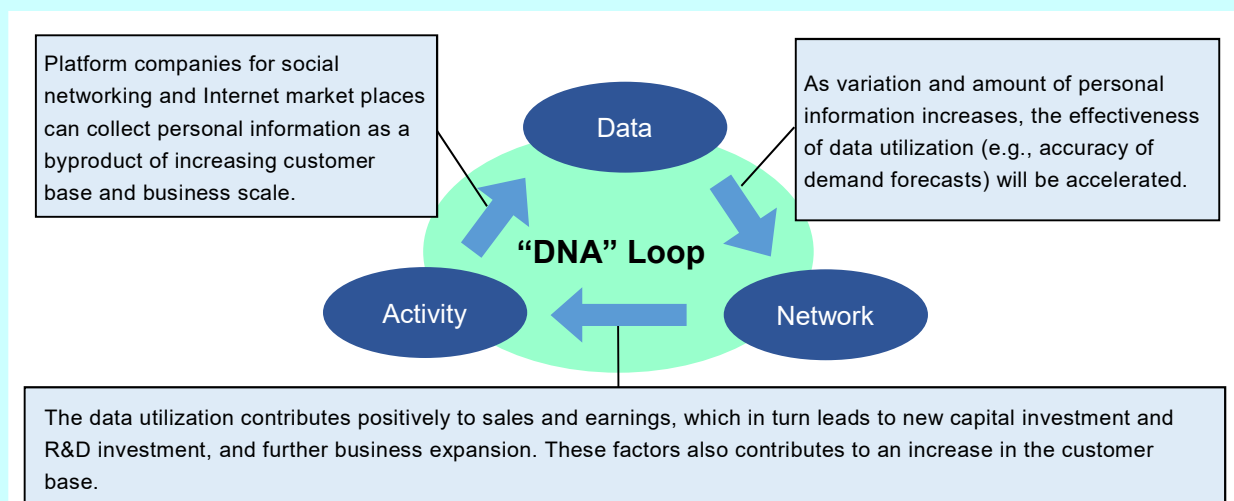 Platform companies for social
networking and Internet market places
can collect personal information as a
byproduct of increasing customer
base and business scale.
Data
As variation and amount of personal
information increases, the effectiveness
of data utilization (e.g., accuracy of
demand forecasts) will be accelerated.
“DNA” Loop
Activity
Network
The data utilization contributes positively to sales and earnings, which in turn leads to new capital investment and
R&D investment, and further business expansion. These factors also contributes to an increase in the customer
base.